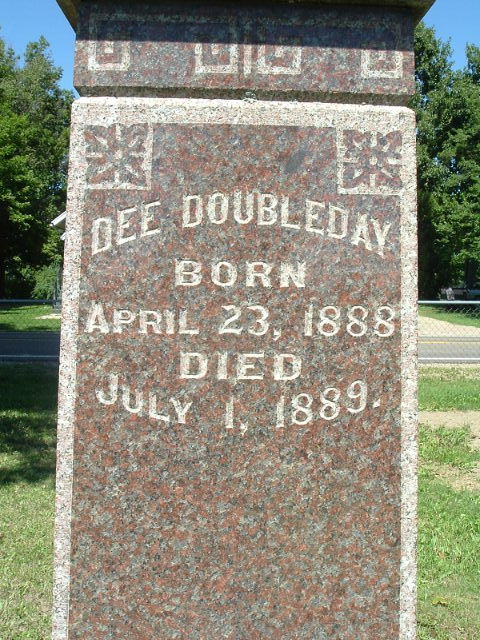 DEE DOUBLEDAY
BORN
APRIL 23, 1888
DIED
JULY 1, 1889.